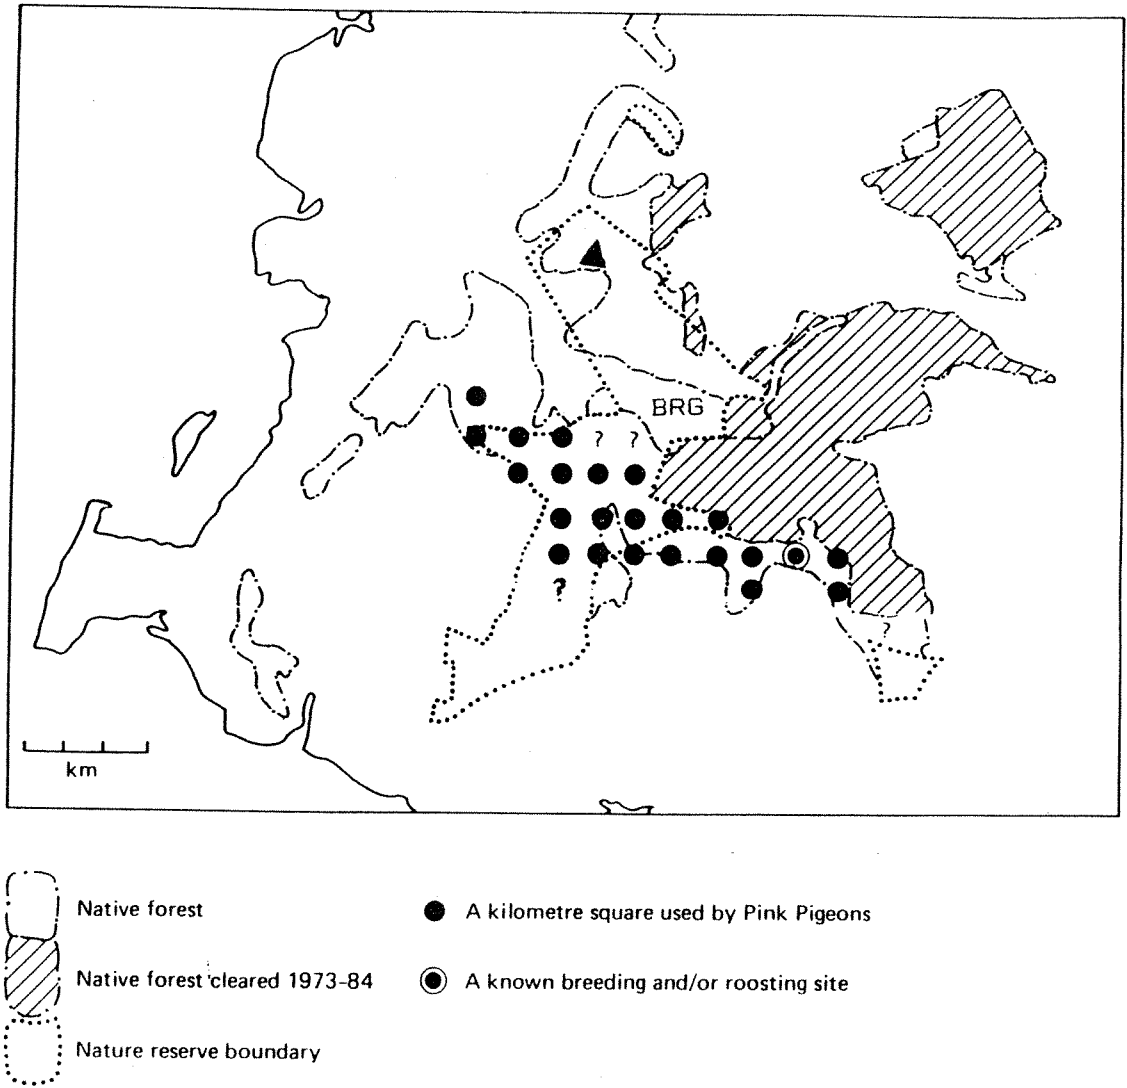 BRG
? ?
?
?
km
Native forest
A kilometre square used by Pink Pigeons
Native forest cleared 1973-84
A known breeding and/or roosting site
Nature reserve boundary